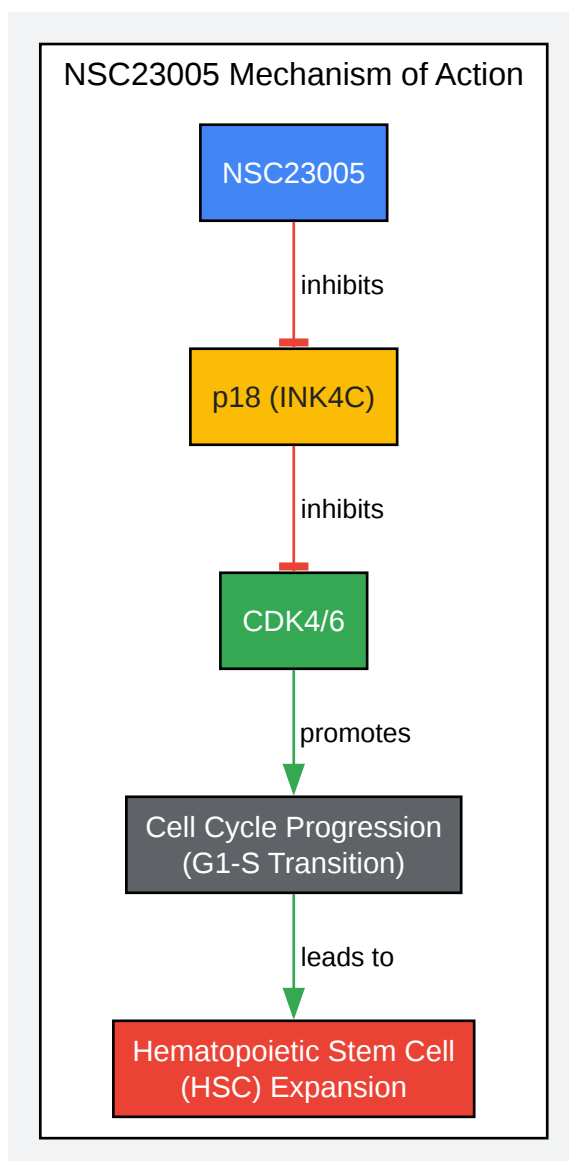 NSC23005 Mechanism of Action
NSC23005
inhibits
p18 (INK4C)
inhibits
CDK4/6
promotes
Cell Cycle Progression
(G1-S Transition)
leads to
Hematopoietic Stem Cell
(HSC) Expansion